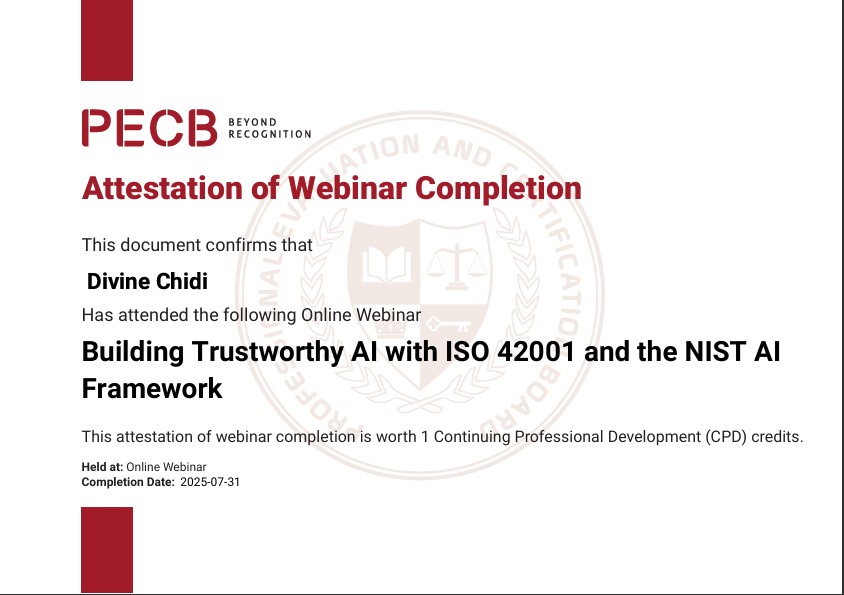 PECB BEYOND
RECOGNITION
Attestation of Webinar Completion
This document confirms that
Divine Chidi
Has attended the following Online Webinar
Building Trustworthy AI with ISO 42001 and the NIST AI
Framework
This attestation of webinar completion is worth 1 Continuing Professional Development (CPD) credits.
Held at: Online Webinar
Completion Date: 2025-07-31
PROFESSIONAL EVALUATION AND CERTIFICATION BOARD